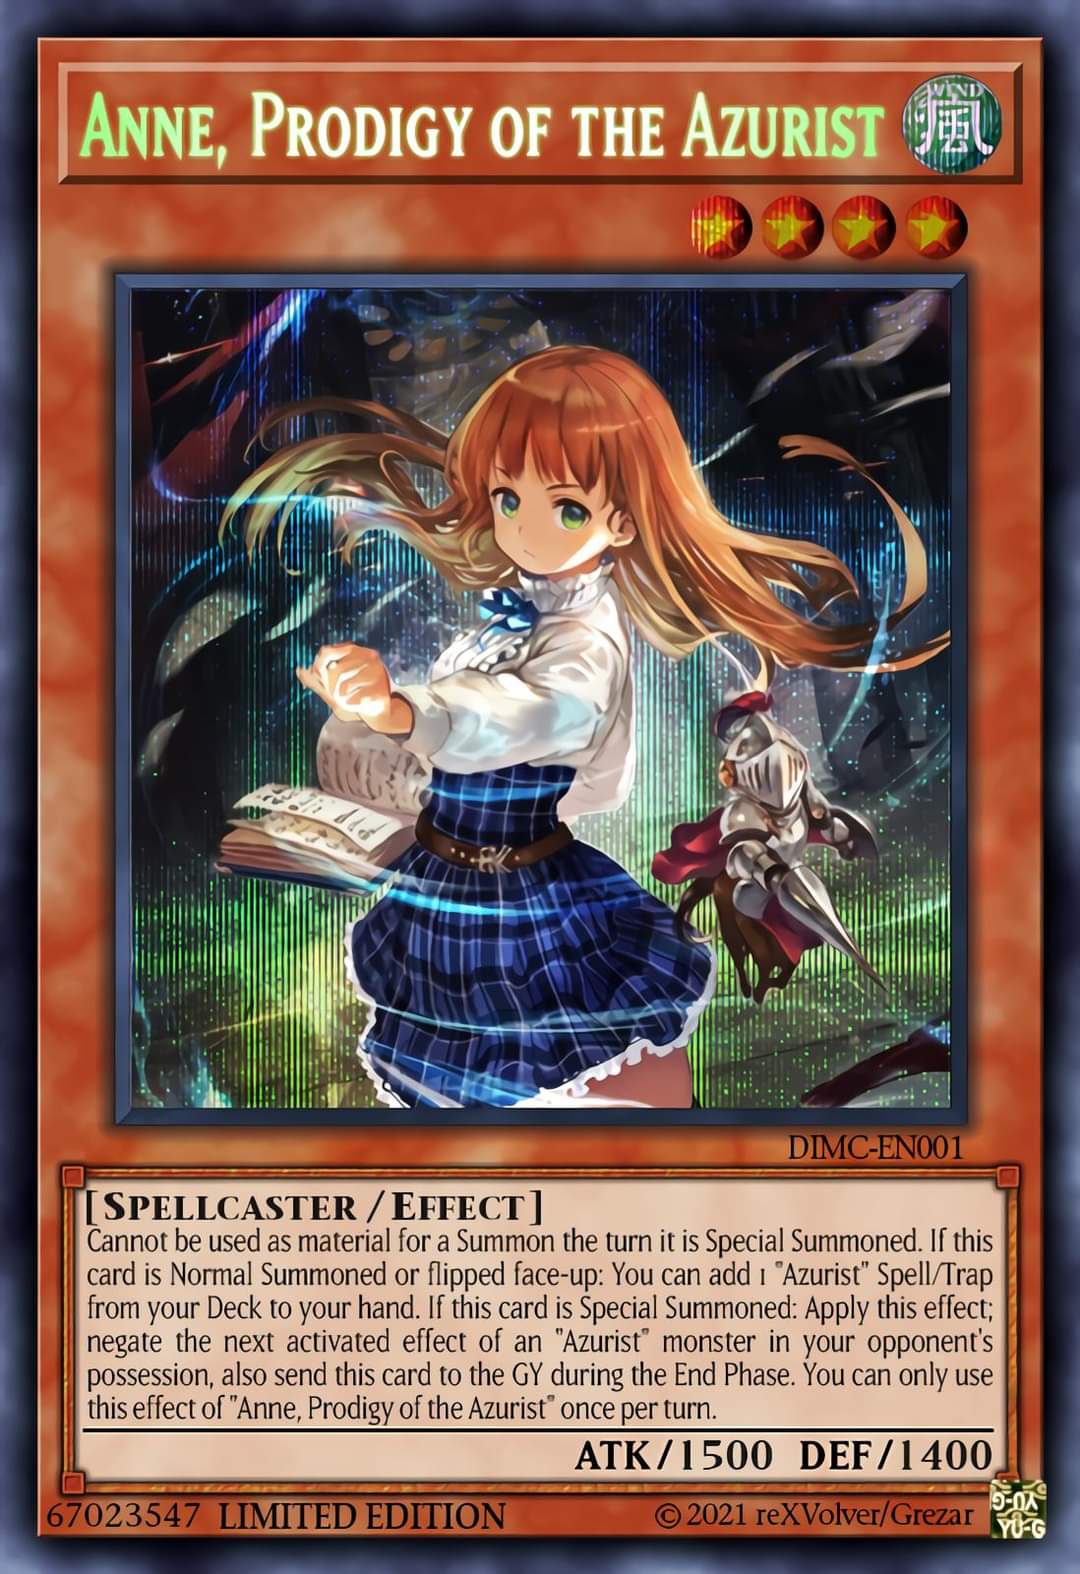 Anne, Prodigy of the Azurist
WIND
風
DIMC-EN001
[Spellcaster / Effect]
Cannot be used as material for a Summon the turn it is Special Summoned. If this
card is Normal Summoned or flipped face-up: You can add 1 "Azurist" Spell/Trap
from your Deck to your hand. If this card is Special Summoned: Apply this effect;
negate the next activated effect of an "Azurist" monster in your opponent's
possession, also send this card to the GY during the End Phase. You can only use
this effect of "Anne, Prodigy of the Azurist" once per turn.
ATK/1500 DEF/1400
67023547 LIMITED EDITION
© 2021 reXVolver/Grezar
YU-G
YU-G